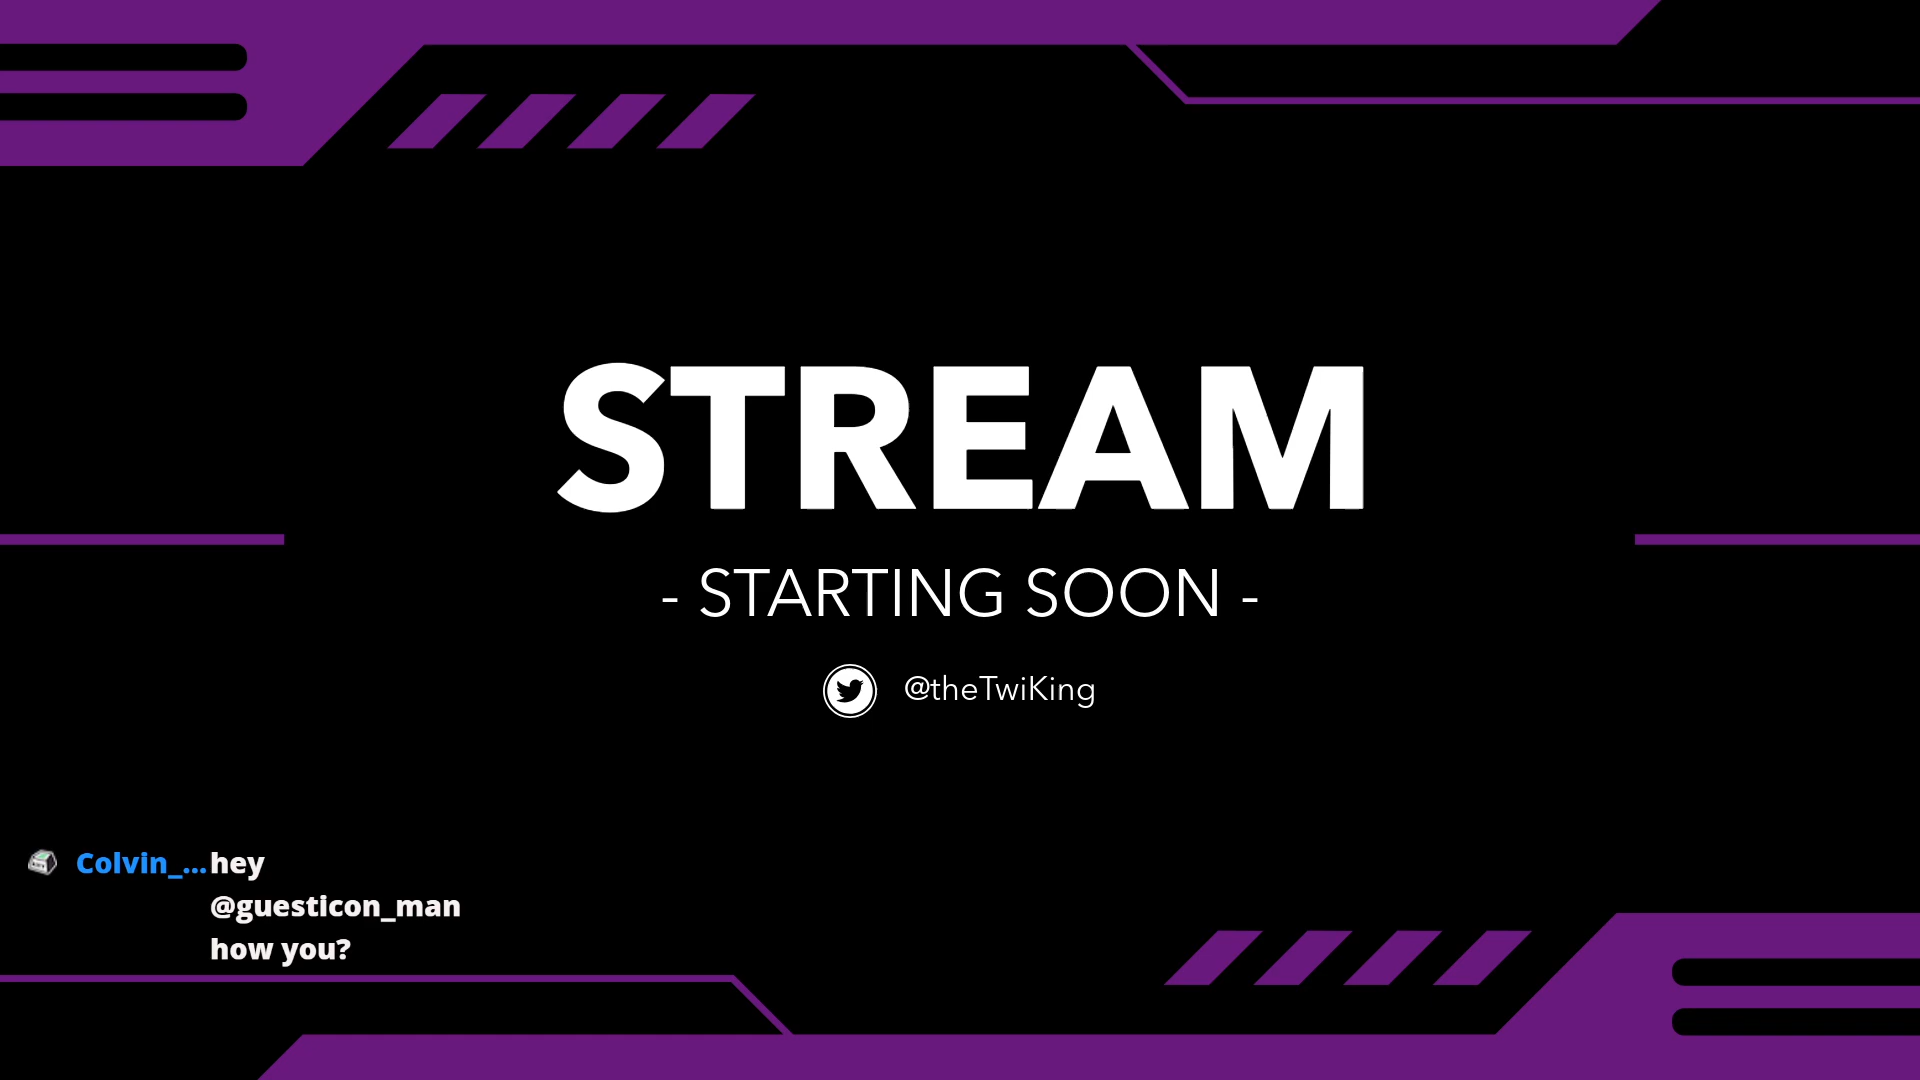 STREAM
- STARTING SOON -
@theTwiKing
Colvin_... hey
@guesticon_man
how you?